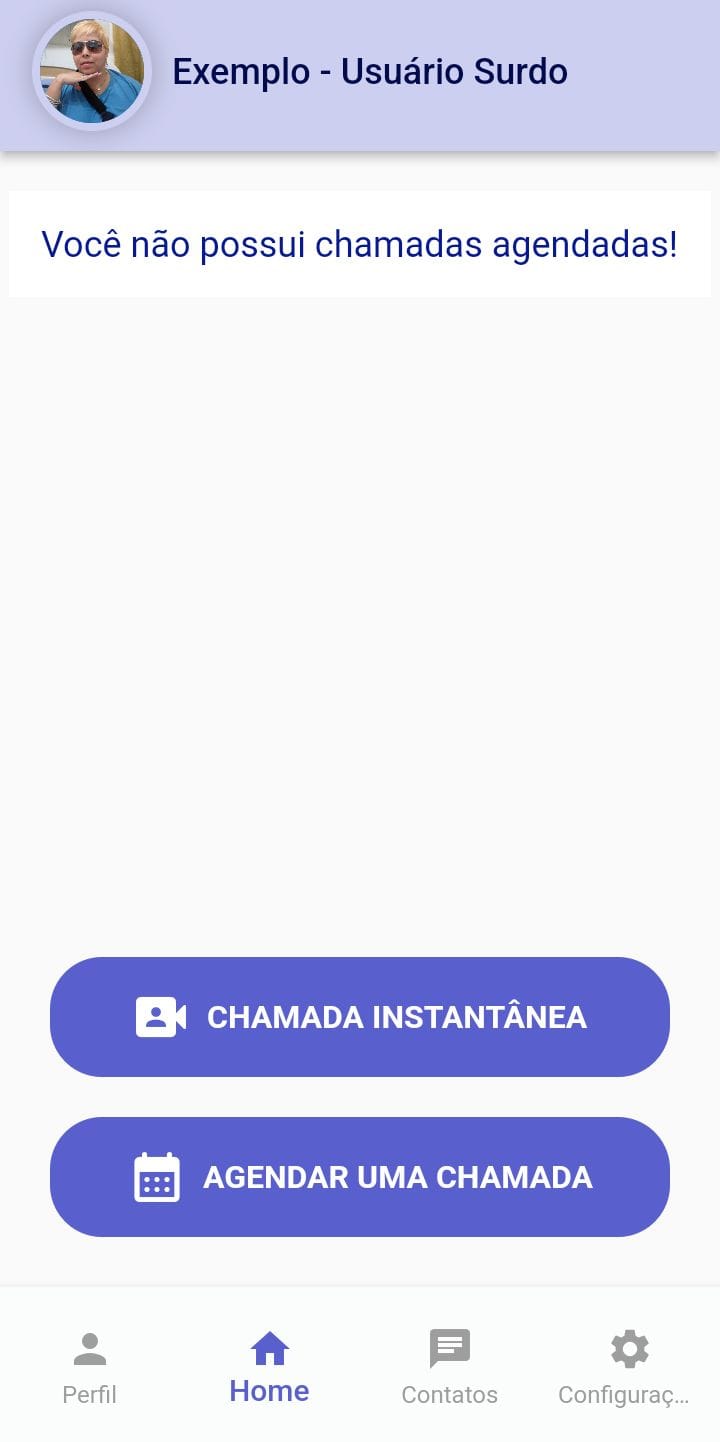 Exemplo - Usuário Surdo
Você não possui chamadas agendadas!
CHAMADA INSTANTÂNEA
AGENDAR UMA CHAMADA
Perfil
Home
Contatos
Configuraç...